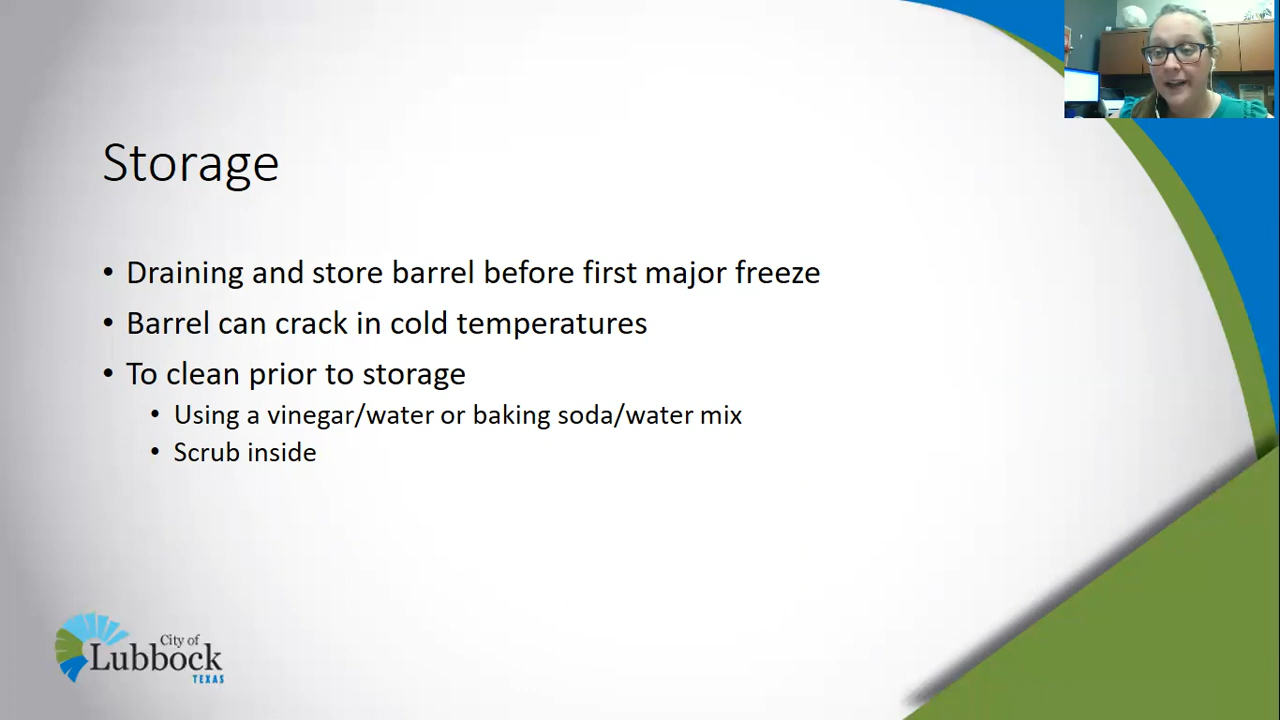 Storage
• Draining and store barrel before first major freeze
• Barrel can crack in cold temperatures
• To clean prior to storage
• Using a vinegar/water or baking soda/water mix
• Scrub inside
City of
Lubbock
TEXAS